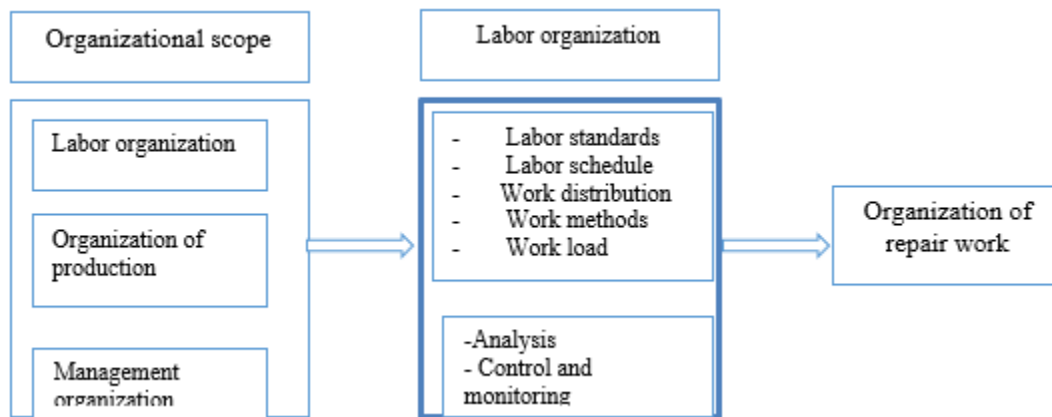 Organizational scope
Labor organization
Labor organization
Organization of
production
Management
organization
- Labor standards
- Labor schedule
- Work distribution
- Work methods
- Work load
-Analysis
- Control and
monitoring
Organization of
repair work